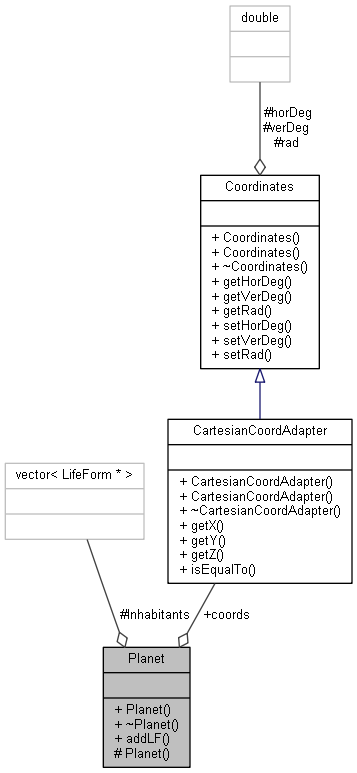 double
#horDeg
#verDeg
#rad
Coordinates
+ Coordinates()
+ Coordinates()
+ ~Coordinates()
+ getHorDeg()
+ getVerDeg()
+ getRad()
+ setHorDeg()
+ setVerDeg()
+ setRad()
CartesianCoordAdapter
+ CartesianCoordAdapter()
+ CartesianCoordAdapter()
+ ~CartesianCoordAdapter()
+ getX()
+ getY()
+ getZ()
+ isEqualTo()
vector< LifeForm * >
#Inhabitants
+coords
Planet
+ Planet()
+ ~Planet()
+ addLF()
# Planet()